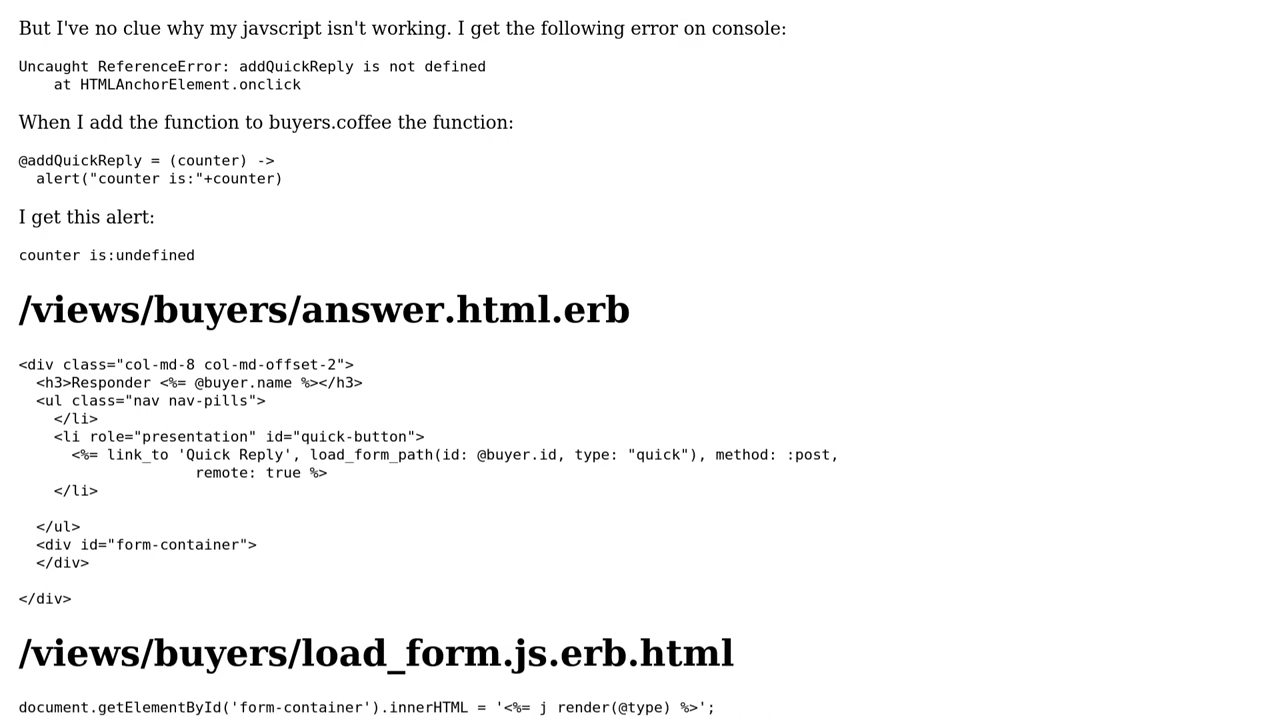 But I've no clue why my javscript isn't working. I get the following error on console:
Uncaught ReferenceError: addQuickReply is not defined
    at HTMLAnchorElement.onclick
When I add the function to buyers.coffee the function:
@addQuickReply = (counter) ->
  alert("counter is:"+counter)
I get this alert:
counter is:undefined
/views/buyers/answer.html.erb
<div class="col-md-8 col-md-offset-2">
  <h3>Responder <%= @buyer.name %></h3>
  <ul class="nav nav-pills">
    </li>
    <li role="presentation" id="quick-button">
      <%= link_to 'Quick Reply', load_form_path(id: @buyer.id, type: "quick"), method: :post,
                    remote: true %>
    </li>
  </ul>
  <div id="form-container">
  </div>
</div>
/views/buyers/load_form.js.erb.html
document.getElementById('form-container').innerHTML = '<%= j render(@type) %>';